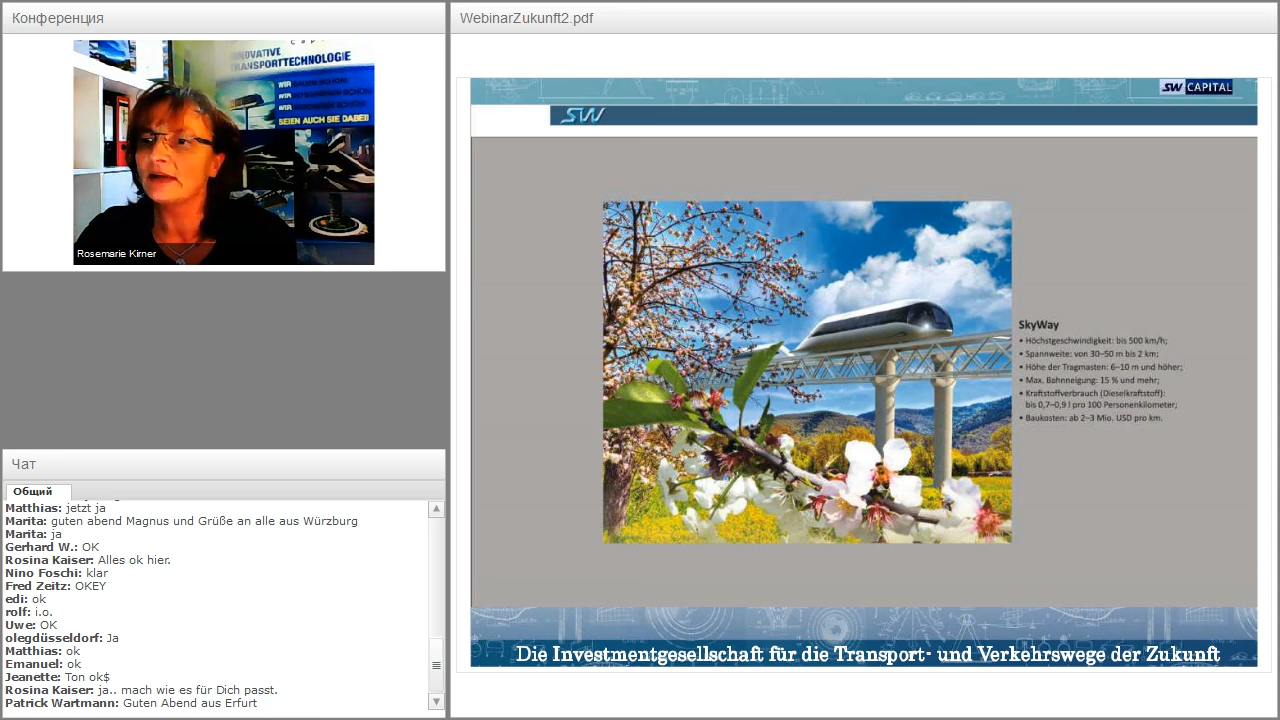 Конференция
INNOVATIVE
TRANSPORTTECHNOLOGIE
WIR
WIR
WIR
SEIEN AUCH SIE DABEI!
Rosemarie Kirner
Чат
Общий
Matthias: jetzt ja
Marita: guten abend Magnus und Grüße an alle aus Würzburg
Marita: ja
Gerhard W.: OK
Rosina Kaiser: Alles ok hier.
Nino Foschi: klar
Fred Zeitz: OKEY
edi: ok
rolf: i.o.
Uwe: OK
olegdüsseldorf: Ja
Matthias: ok
Emanuel: ok
Jeanette: Ton ok$
Rosina Kaiser: ja.. mach wie es für Dich passt.
Patrick Wartmann: Guten Abend aus Erfurt
WebinarZukunft2.pdf
SW CAPITAL
SW
SkyWay
• Höchstgeschwindigkeit: bis 500 km/h;
• Spannweite: von 30–50 m bis 2 km;
• Höhe der Tragmasten: 6–10 m und höher;
• Max. Bahnneigung: 15 % und mehr;
• Kraftstoffverbrauch (Dieselkraftstoff):
bis 0,7–0,9 l pro 100 Personenkilometer;
• Baukosten: ab 2–3 Mio. USD pro km.
Die Investmentgesellschaft für die Transport- und Verkehrswege der Zukunft